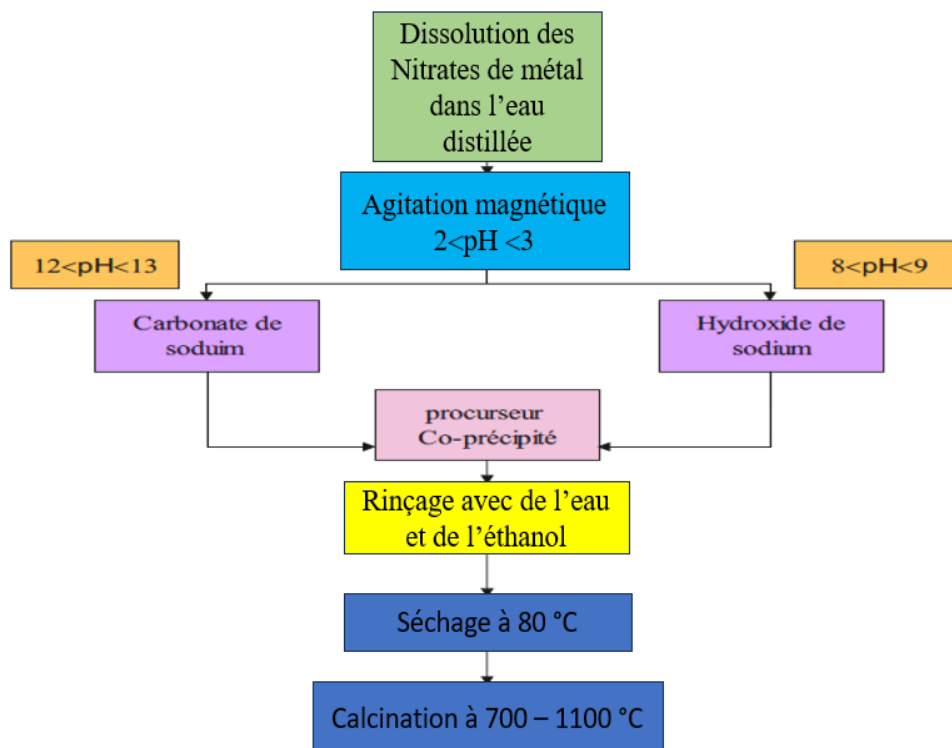 Dissolution des
Nitrates de métal
dans l’eau
distillée
Agitation magnétique
2<pH <3
12<pH<13
8<pH<9
Carbonate de
soduim
Hydroxide de
sodium
procurseur
Co-précipité
Rinçage avec de l’eau
et de l’éthanol
Séchage à 80 °C
Calcination à 700 – 1100 °C